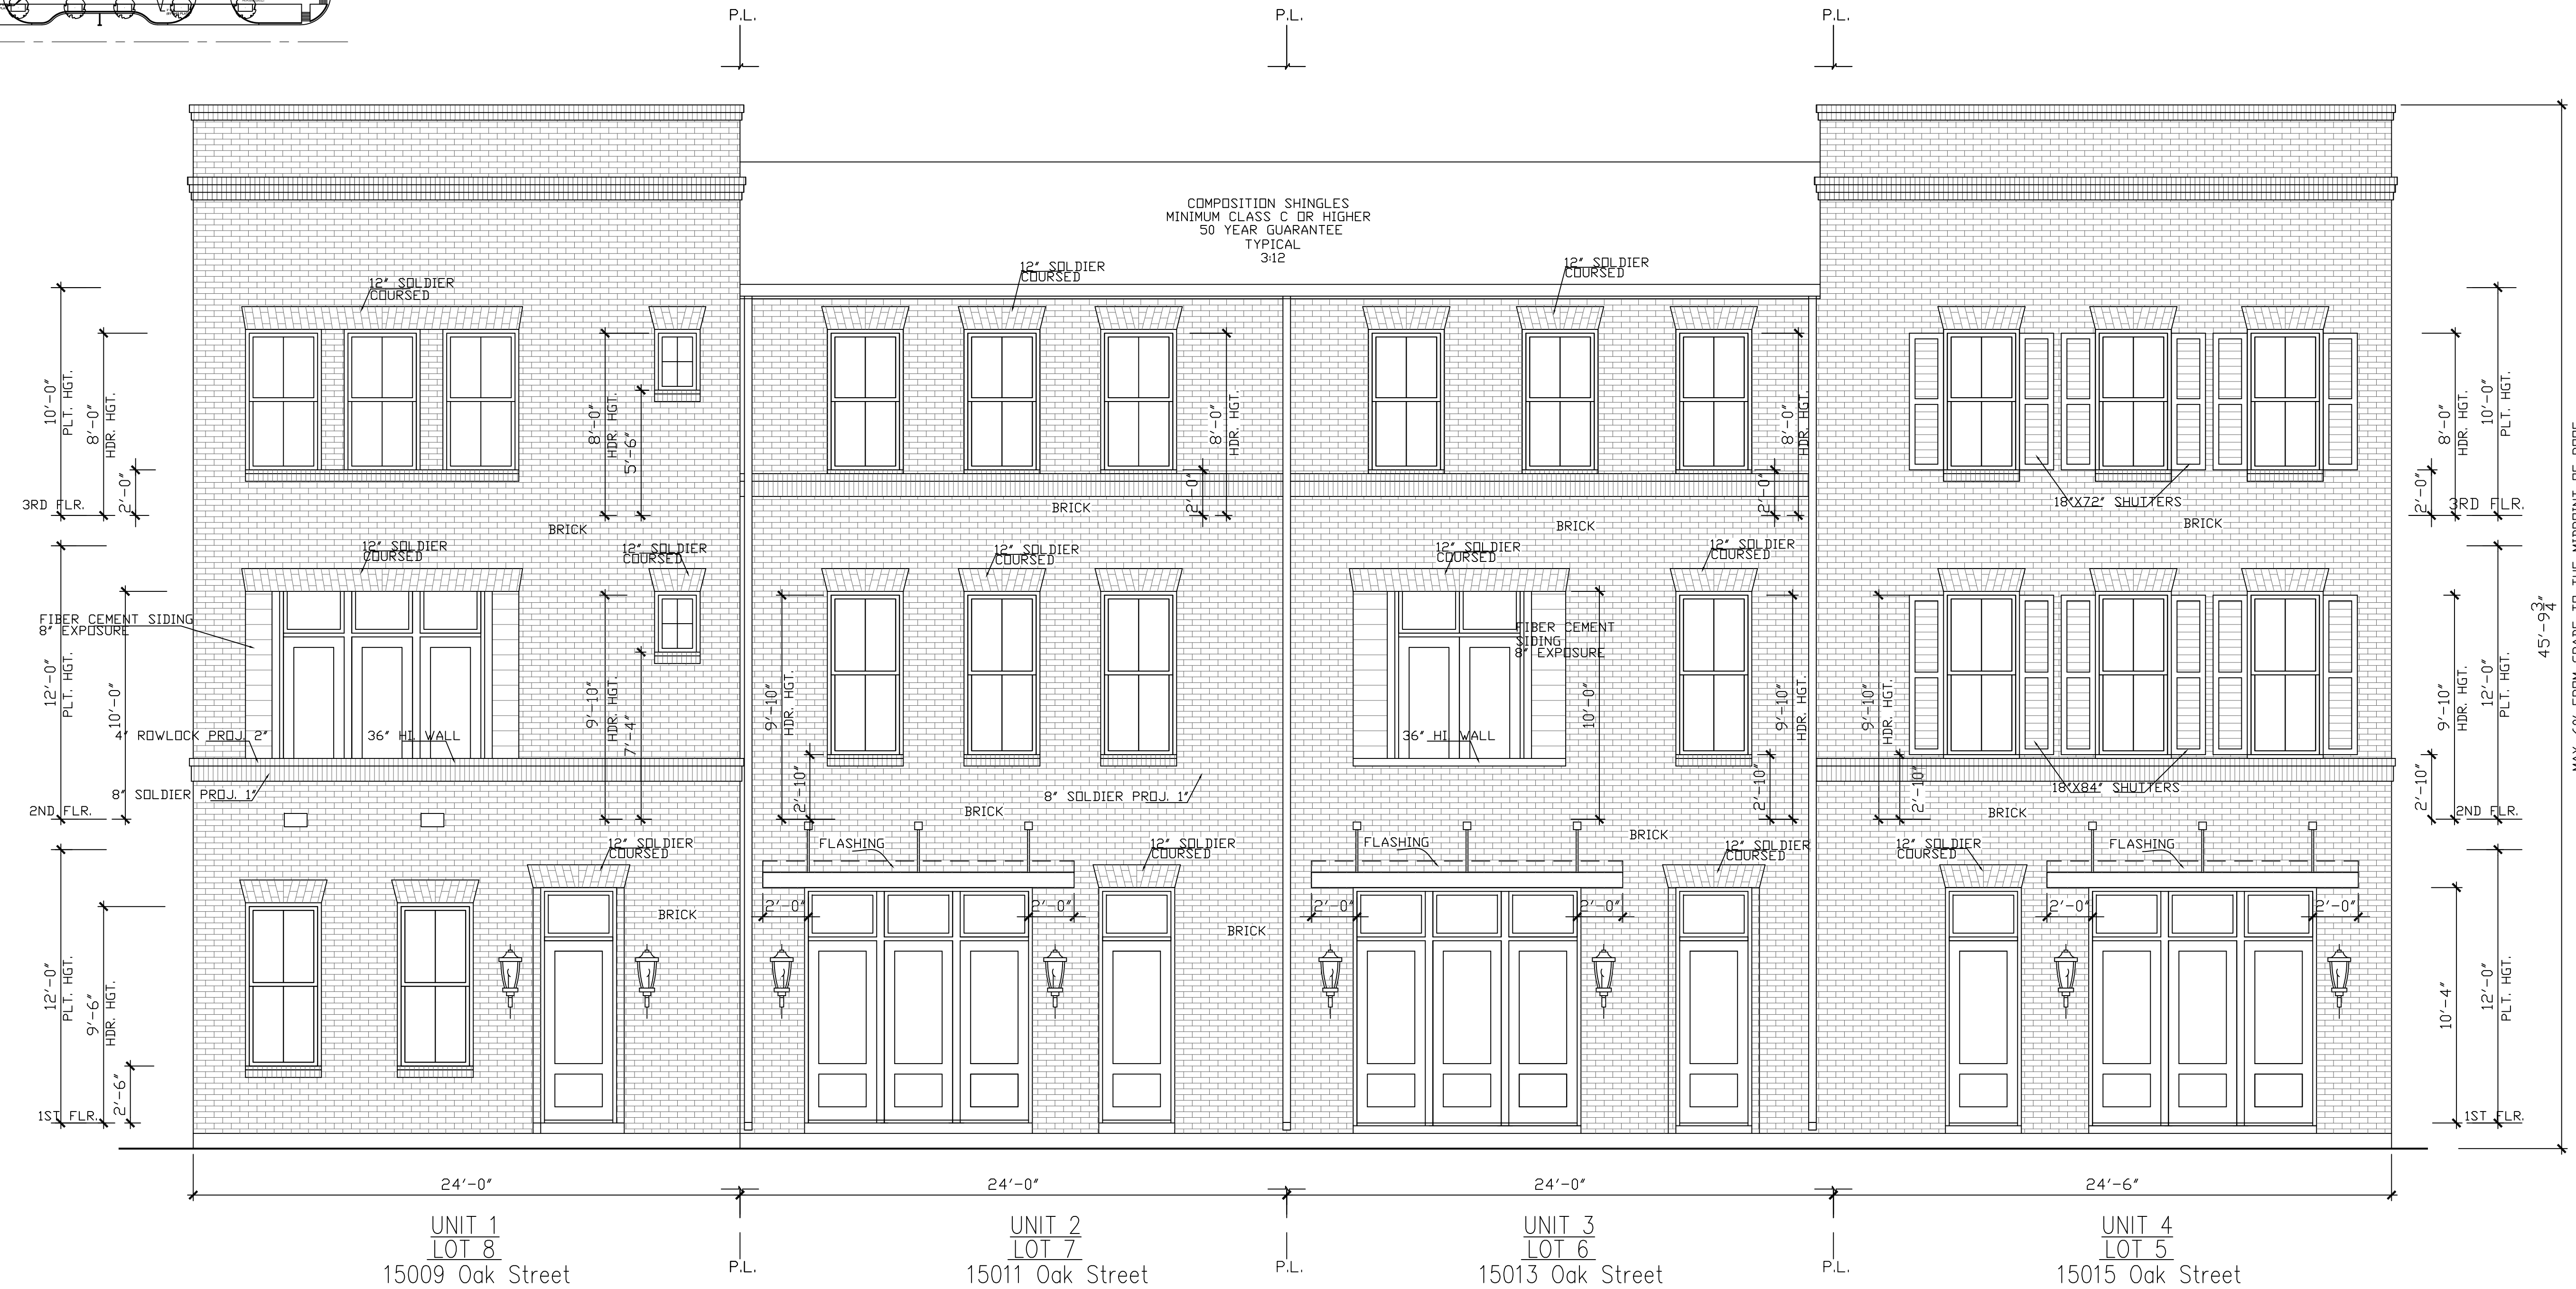 P.L.
P.L.
P.L.
COMPOSITION SHINGLES
MINIMUM CLASS C OR HIGHER
50 YEAR GUARANTEE
TYPICAL
3:12
12" SOLDIER
COURSED
12" SOLDIER
COURSED
12" SOLDIER
COURSED
10'-0"
PLT. HGT.
8'-0"
HDR. HGT.
2'-0"
3RD FLR.
8'-0"
HDR. HGT.
5'-6"
8'-0"
HDR. HGT.
2'-0"
8'-0"
HDR. HGT.
2'-0"
18"X72" SHUTTERS
8'-0"
HDR. HGT.
10'-0"
PLT. HGT.
2'-0"
3RD FLR.
BRICK
BRICK
BRICK
BRICK
12" SOLDIER
COURSED
12" SOLDIER
COURSED
12" SOLDIER
COURSED
12" SOLDIER
COURSED
12" SOLDIER
COURSED
FIBER CEMENT SIDING
8" EXPOSURE
12'-0"
PLT. HGT.
10'-0"
4" ROWLOCK PROJ. 2"
36" HI. WALL
8" SOLDIER PROJ. 1"
2ND FLR.
9'-10"
HDR. HGT.
7'-4"
9'-10"
HDR. HGT.
2'-10"
BRICK
8" SOLDIER PROJ. 1"
FIBER CEMENT
SIDING
8" EXPOSURE
36" HI. WALL
10'-0"
9'-10"
HDR. HGT.
2'-10"
BRICK
9'-10"
HDR. HGT.
2'-10"
18"X84" SHUTTERS
BRICK
9'-10"
HDR. HGT
12'-0"
PLT. HGT.
2'-10"
2ND FLR.
45'-9 3/4"
12" SOLDIER
COURSED
FLASHING
12" SOLDIER
COURSED
FLASHING
12" SOLDIER
COURSED
12" SOLDIER
COURSED
FLASHING
12'-0"
PLT. HGT.
9'-6"
HDR. HGT.
2'-6"
1ST FLR.
BRICK
2'-0"
2'-0"
BRICK
2'-0"
2'-0"
2'-0"
2'-0"
10'-4"
12'-0"
PLT. HGT.
1ST FLR.
24'-0"
24'-0"
24'-0"
24'-6"
UNIT 1
LOT 8
15009 Oak Street
P.L.
UNIT 2
LOT 7
15011 Oak Street
P.L.
UNIT 3
LOT 6
15013 Oak Street
P.L.
UNIT 4
LOT 5
15015 Oak Street